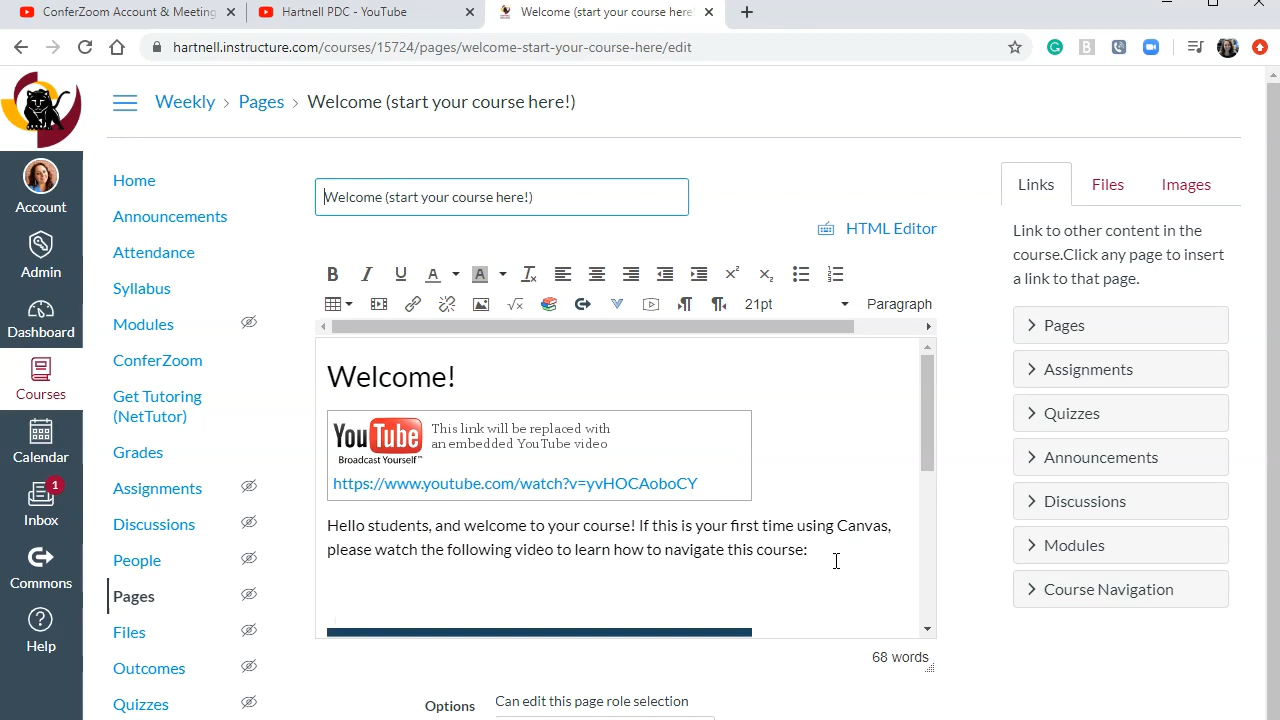 ConferZoom Account & Meeting
Hartnell PDC - YouTube
Welcome (start your course here
hartnell.instructure.com/courses/15724/pages/welcome-start-your-course-here/edit
Weekly › Pages › Welcome (start your course here!)
Account
Admin
Dashboard
Courses
Calendar
1
Inbox
Commons
Help
Home
Announcements
Attendance
Syllabus
Modules
ConferZoom
Get Tutoring
(NetTutor)
Grades
Assignments
Discussions
People
Pages
Files
Outcomes
Quizzes
Welcome (start your course here!)
HTML Editor
B I U A A
21pt
Paragraph
Welcome!
YouTube
Broadcast Yourself™
This link will be replaced with
an embedded YouTube video
https://www.youtube.com/watch?v=yvHOCAoboCY
Hello students, and welcome to your course! If this is your first time using Canvas,
please watch the following video to learn how to navigate this course:
68 words
Options
Can edit this page role selection
Links
Files
Images
Link to other content in the
course.Click any page to insert
a link to that page.
Pages
Assignments
Quizzes
Announcements
Discussions
Modules
Course Navigation